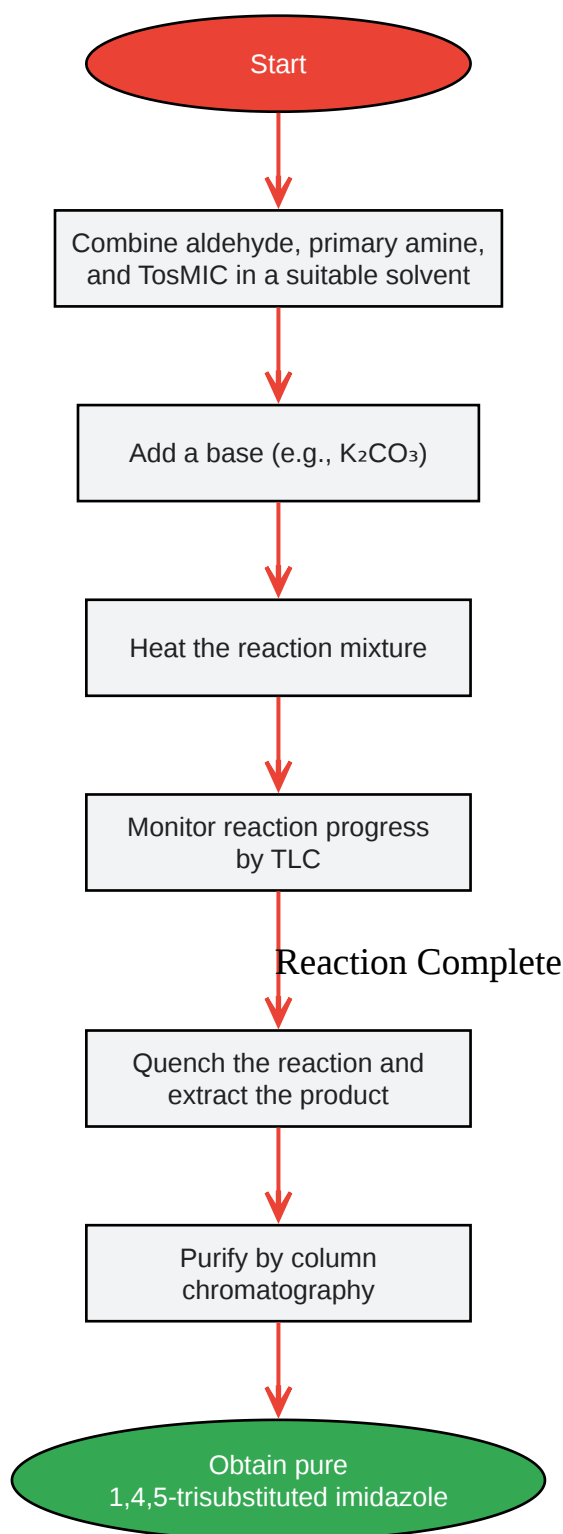 Start
Combine aldehyde, primary amine,
and TosMIC in a suitable solvent
Add a base (e.g., K₂CO₃)
Heat the reaction mixture
Monitor reaction progress
by TLC
Reaction Complete
Quench the reaction and
extract the product
Purify by column
chromatography
Obtain pure
1,4,5-trisubstituted imidazole